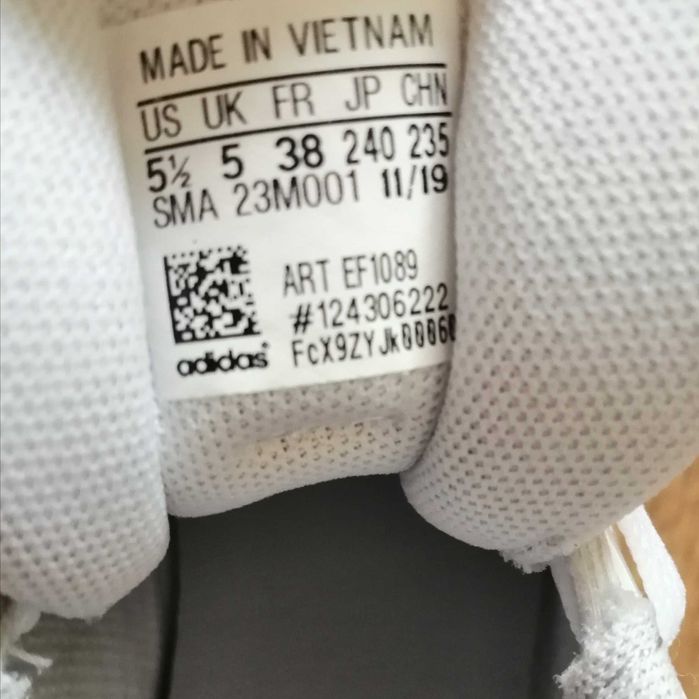 MADE IN VIETNAM
US UK FR JP CHN
5½ 5 38 240 235
SMA 23M001 11/19
ART EF1089
#124306222
adidas